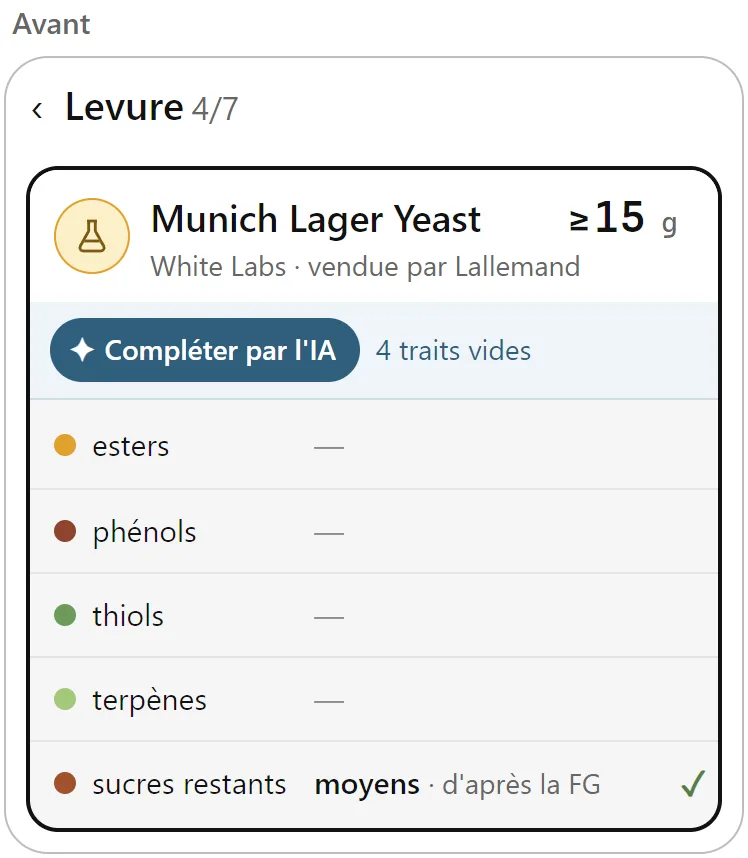 Avant
‹ Levure 4/7
Munich Lager Yeast ≥15 g
White Labs · vendue par Lallemand
✦ Compléter par l'IA 4 traits vides
esters —
phénols —
thiols —
terpènes —
sucres restants moyens · d'après la FG ✓